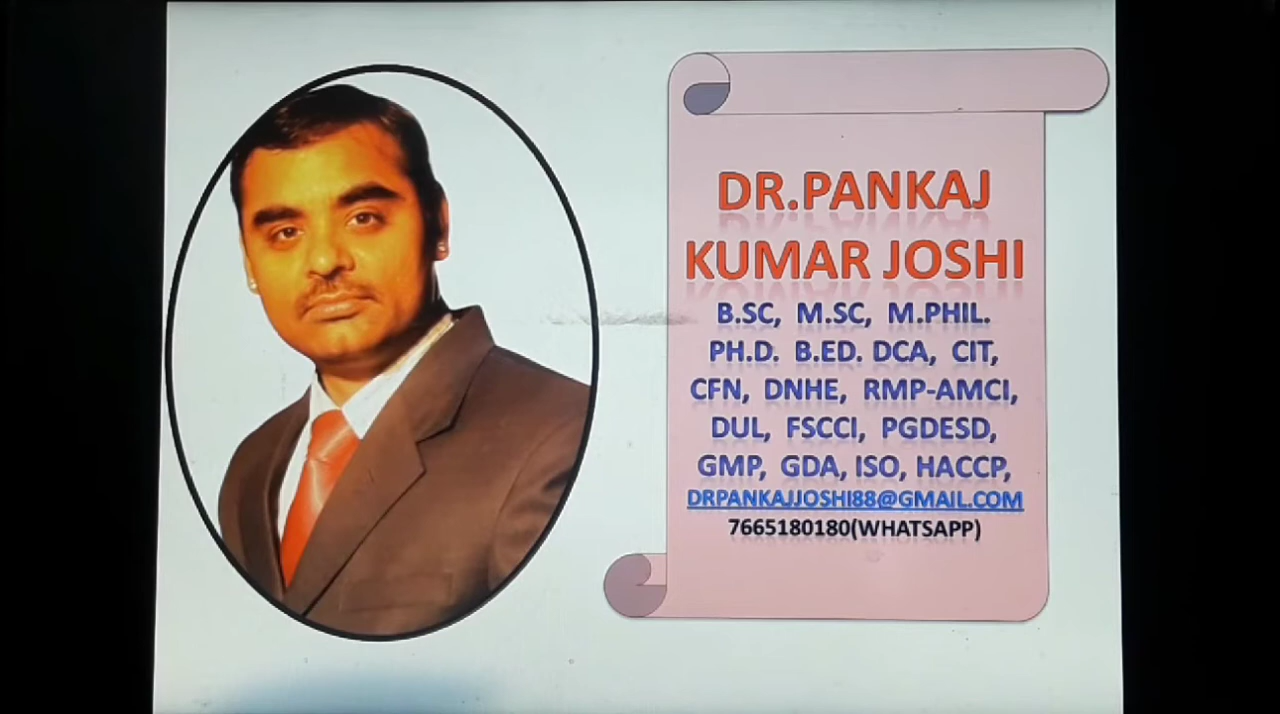 DR.PANKAJ
KUMAR JOSHI
B.SC, M.SC, M.PHIL.
PH.D. B.ED. DCA, CIT,
CFN, DNHE, RMP-AMCI,
DUL, FSCCI, PGDESD,
GMP, GDA, ISO, HACCP,
DRPANKAJJOSHI88@GMAIL.COM
7665180180(WHATSAPP)